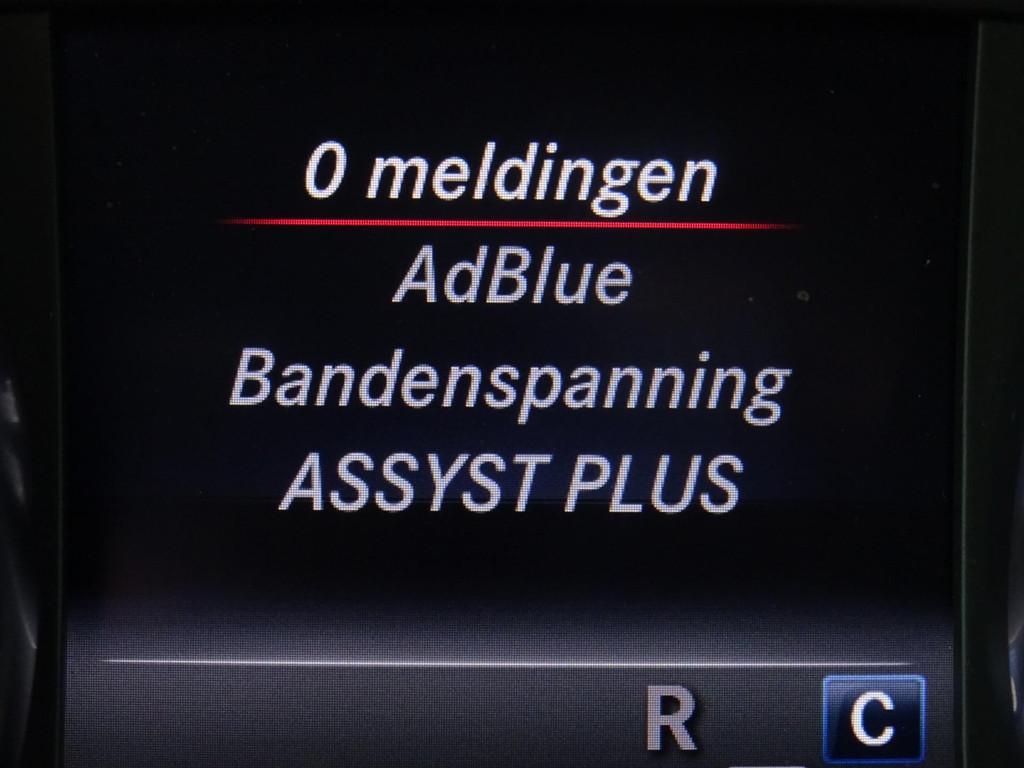 0 meldingen
AdBlue
Bandenspanning
ASSYST PLUS
R C